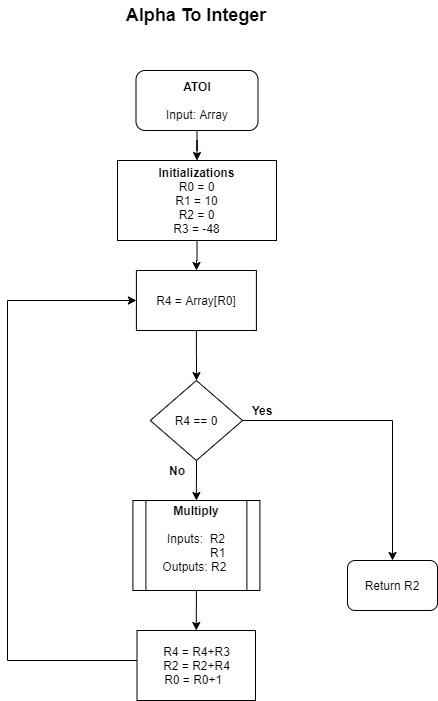 Alpha To Integer
ATOI
Input: Array
Initializations
R0 = 0
R1 = 10
R2 = 0
R3 = -48
R4 = Array[R0]
R4 == 0
Yes
No
Multiply
Inputs: R2
R1
Outputs: R2
Return R2
R4 = R4+R3
R2 = R2+R4
R0 = R0+1